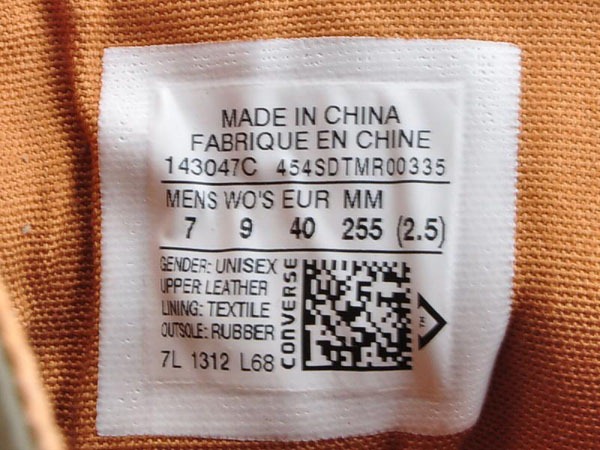 MADE IN CHINA
FABRIQUE EN CHINE
143047C 454SDTMR00335
MENS WO'S EUR MM
7 9 40 255 (2.5)
GENDER: UNISEX
UPPER: LEATHER
LINING: TEXTILE
OUTSOLE: RUBBER
7L 1312 L68
CONVERSE
TM